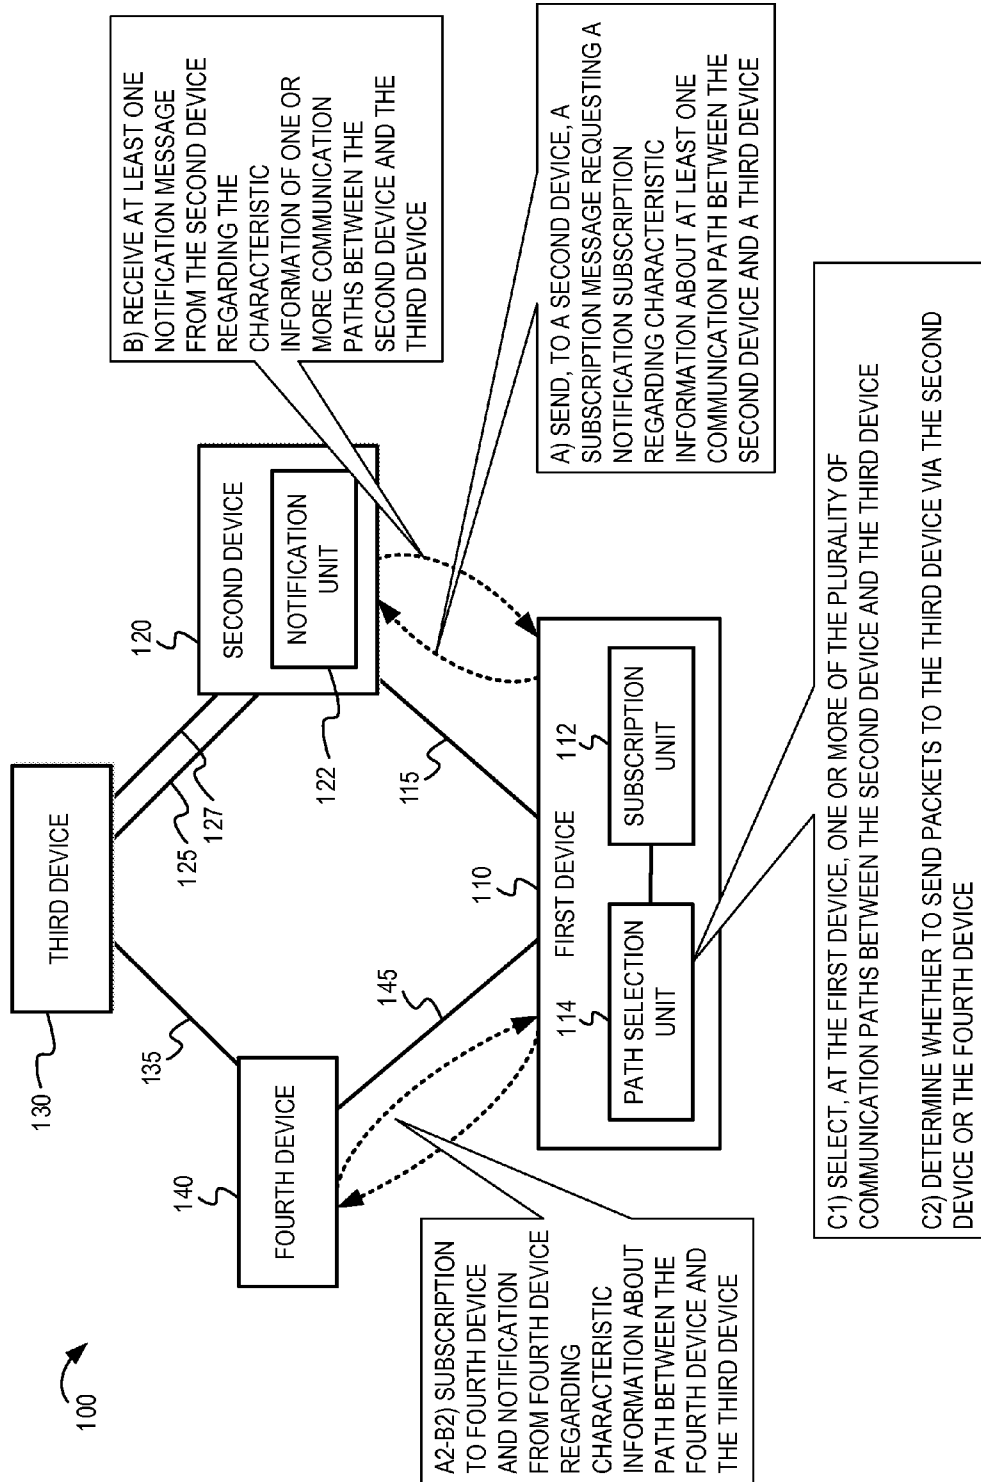 100
130
THIRD DEVICE
135
125
127
120
SECOND DEVICE
NOTIFICATION
UNIT
122
140
FOURTH DEVICE
145
115
110
FIRST DEVICE
114
PATH SELECTION
UNIT
112
SUBSCRIPTION
UNIT
B) RECEIVE AT LEAST ONE
NOTIFICATION MESSAGE
FROM THE SECOND DEVICE
REGARDING THE
CHARACTERISTIC
INFORMATION OF ONE OR
MORE COMMUNICATION
PATHS BETWEEN THE
SECOND DEVICE AND THE
THIRD DEVICE
A) SEND, TO A SECOND DEVICE, A
SUBSCRIPTION MESSAGE REQUESTING A
NOTIFICATION SUBSCRIPTION
REGARDING CHARACTERISTIC
INFORMATION ABOUT AT LEAST ONE
COMMUNICATION PATH BETWEEN THE
SECOND DEVICE AND A THIRD DEVICE
A2-B2) SUBSCRIPTION
TO FOURTH DEVICE
AND NOTIFICATION
FROM FOURTH DEVICE
REGARDING
CHARACTERISTIC
INFORMATION ABOUT
PATH BETWEEN THE
FOURTH DEVICE AND
THE THIRD DEVICE
C1) SELECT, AT THE FIRST DEVICE, ONE OR MORE OF THE PLURALITY OF
COMMUNICATION PATHS BETWEEN THE SECOND DEVICE AND THE THIRD DEVICE
C2) DETERMINE WHETHER TO SEND PACKETS TO THE THIRD DEVICE VIA THE SECOND
DEVICE OR THE FOURTH DEVICE